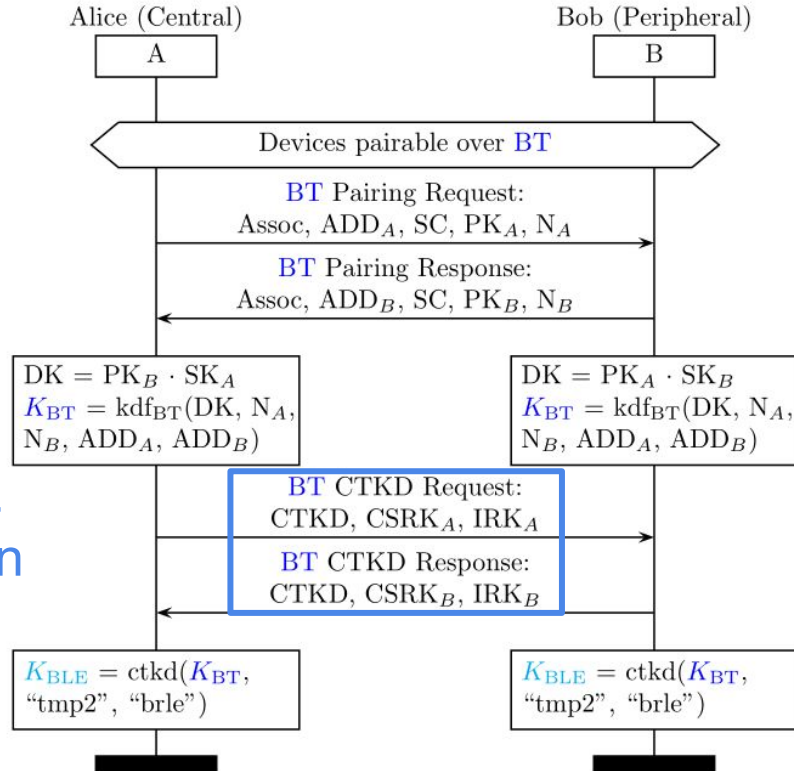 Alice (Central)
Bob (Peripheral)
A
B
Devices pairable over BT
BT Pairing Request:
Assoc, ADD_A, SC, PK_A, N_A
BT Pairing Response:
Assoc, ADD_B, SC, PK_B, N_B
DK = PK_B · SK_A
K_BT = kdf_BT(DK, N_A,
N_B, ADD_A, ADD_B)
DK = PK_A · SK_B
K_BT = kdf_BT(DK, N_A,
N_B, ADD_A, ADD_B)
BT CTKD Request:
CTKD, CSRK_A, IRK_A
BT CTKD Response:
CTKD, CSRK_B, IRK_B
K_BLE = ctkd(K_BT,
“tmp2”, “brle”)
K_BLE = ctkd(K_BT,
“tmp2”, “brle”)